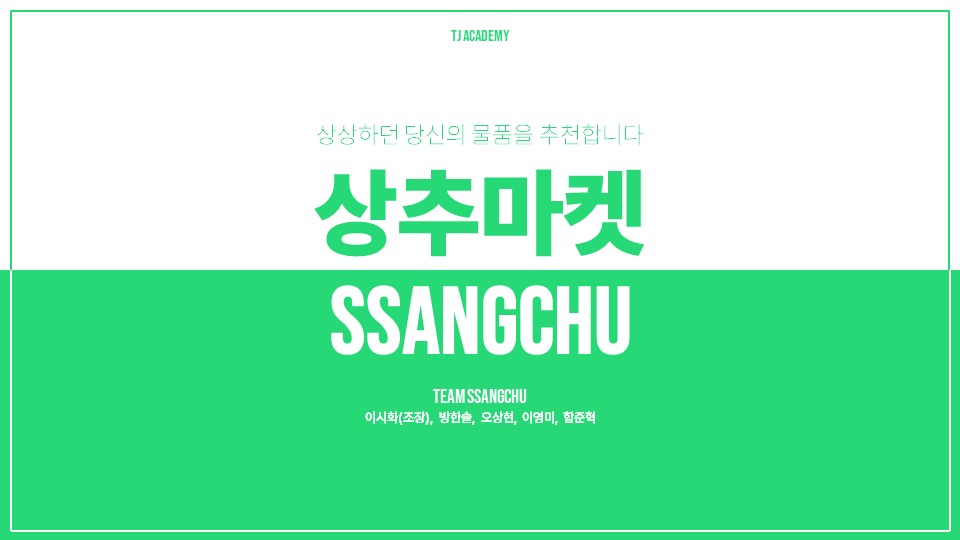 TJ ACADEMY
상상하던 당신의 물품을 추천합니다
상추마켓
SSANGCHU
TEAM SSANGCHU
이시화(조장), 방한솔, 오상현, 이영미, 함준혁